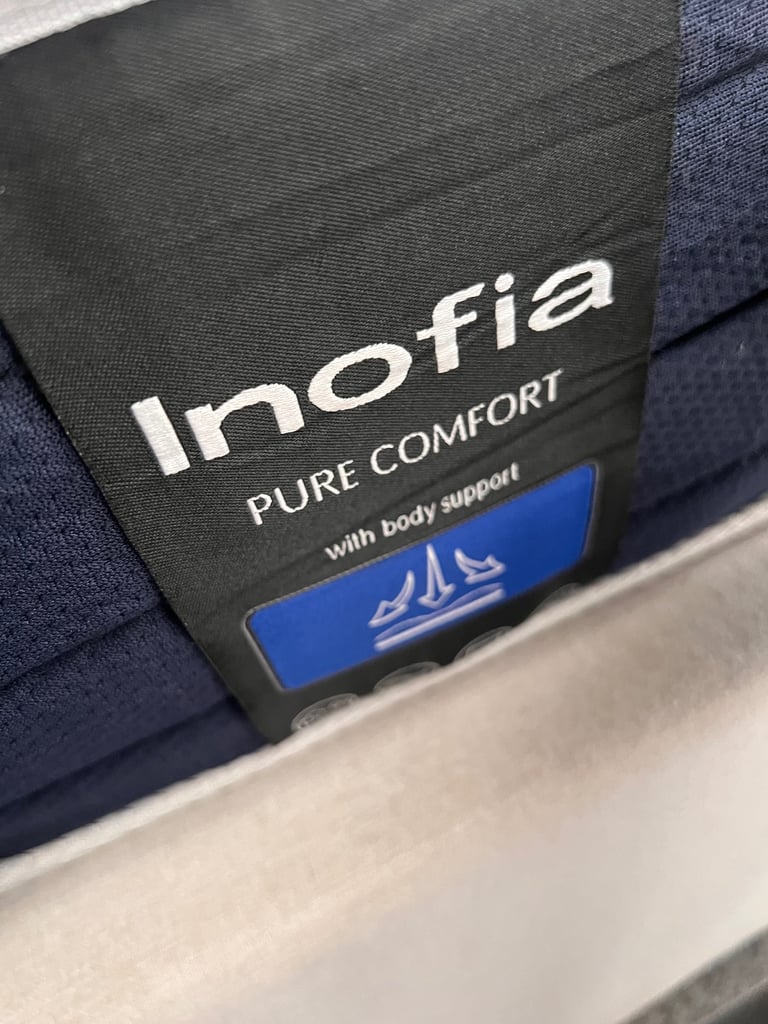 Inofia
PURE COMFORT
with body support